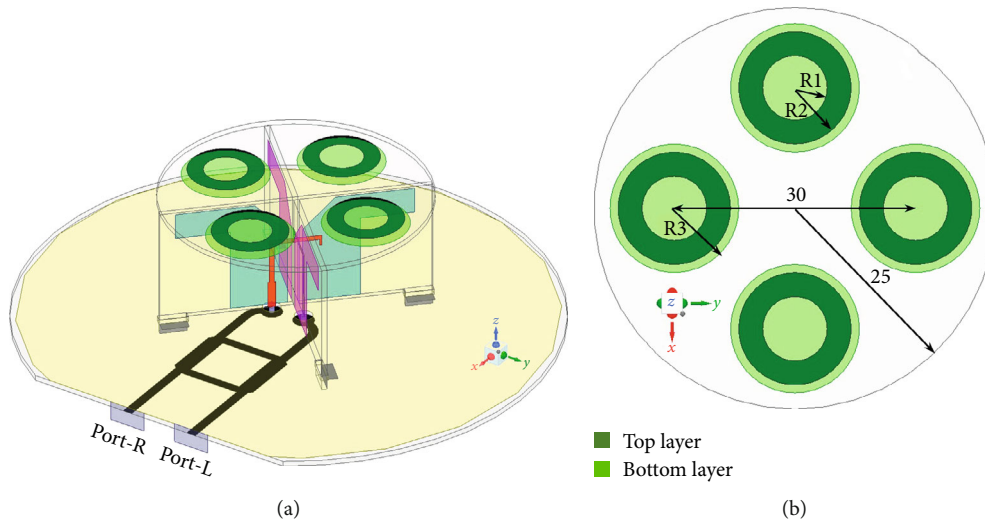 z
x
y
Port-R
Port-L
(a)
R1
R2
30
R3
25
z
y
x
Top layer
Bottom layer
(b)